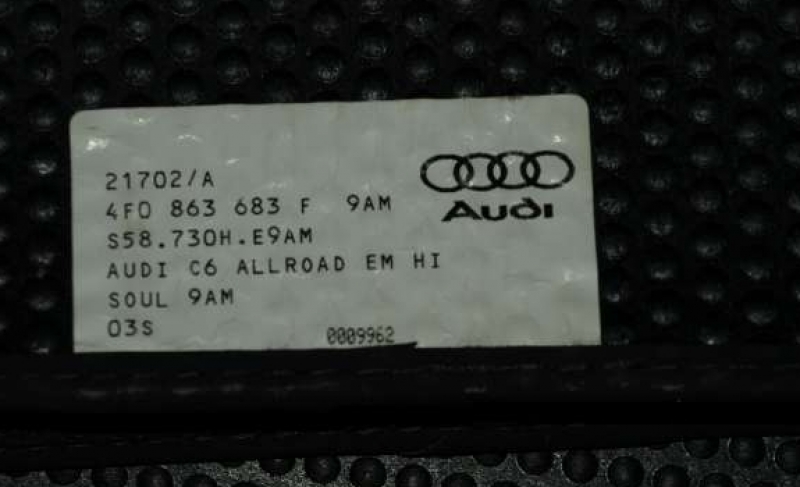 21702/A
4F0 863 683 F 9AM
S58.730H.E9AM
AUDI C6 ALLROAD EM HI
SOUL 9AM
03S
0009962
Audi